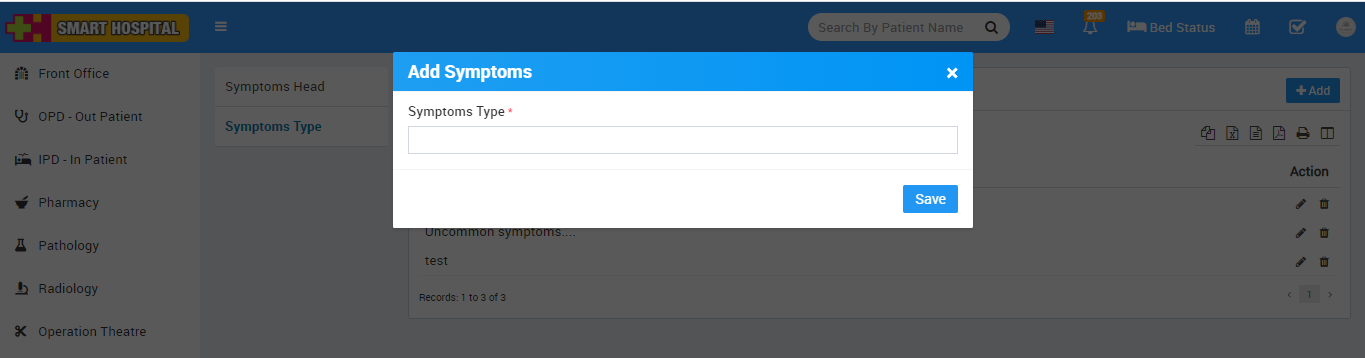 SMART HOSPITAL
Search By Patient Name
203
Bed Status
Front Office
OPD - Out Patient
IPD - In Patient
Pharmacy
Pathology
Radiology
Operation Theatre
Symptoms Head
Symptoms Type
Add Symptoms
×
Symptoms Type *
Save
+ Add
Action
Uncommon symptoms....
test
Records: 1 to 3 of 3
‹ 1 ›